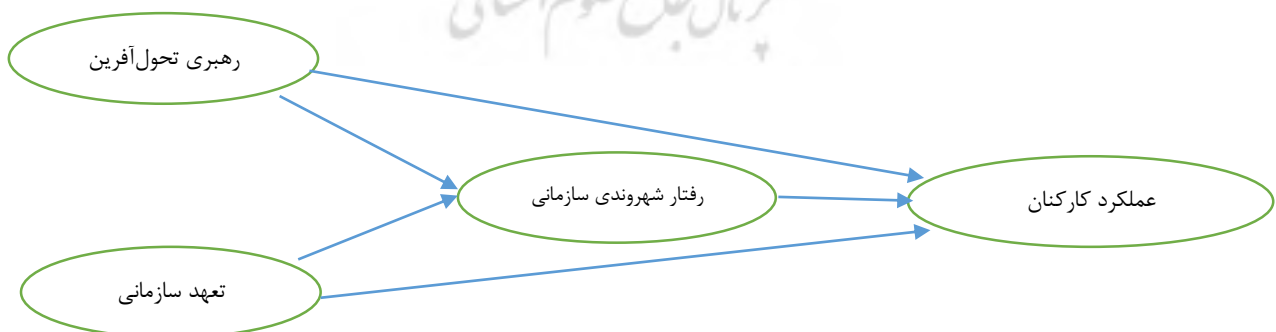 رهبری تحول‌آفرین
رفتار شهروندی سازمانی
عملکرد کارکنان
تعهد سازمانی